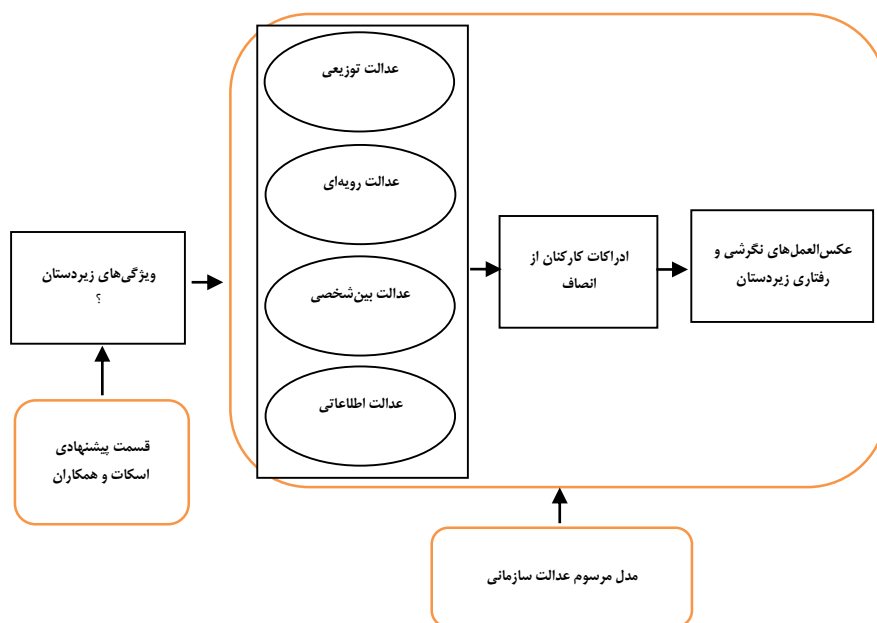 عدالت توزیعی
عدالت رویه‌ای
عدالت بین‌شخصی
عدالت اطلاعاتی
ادراکات کارکنان از
انصاف
عکس‌العمل‌های نگرشی و
رفتاری زیردستان
ویژگی‌های زیردستان
؟
قسمت پیشنهادی
اسکات و همکاران
مدل مرسوم عدالت سازمانی